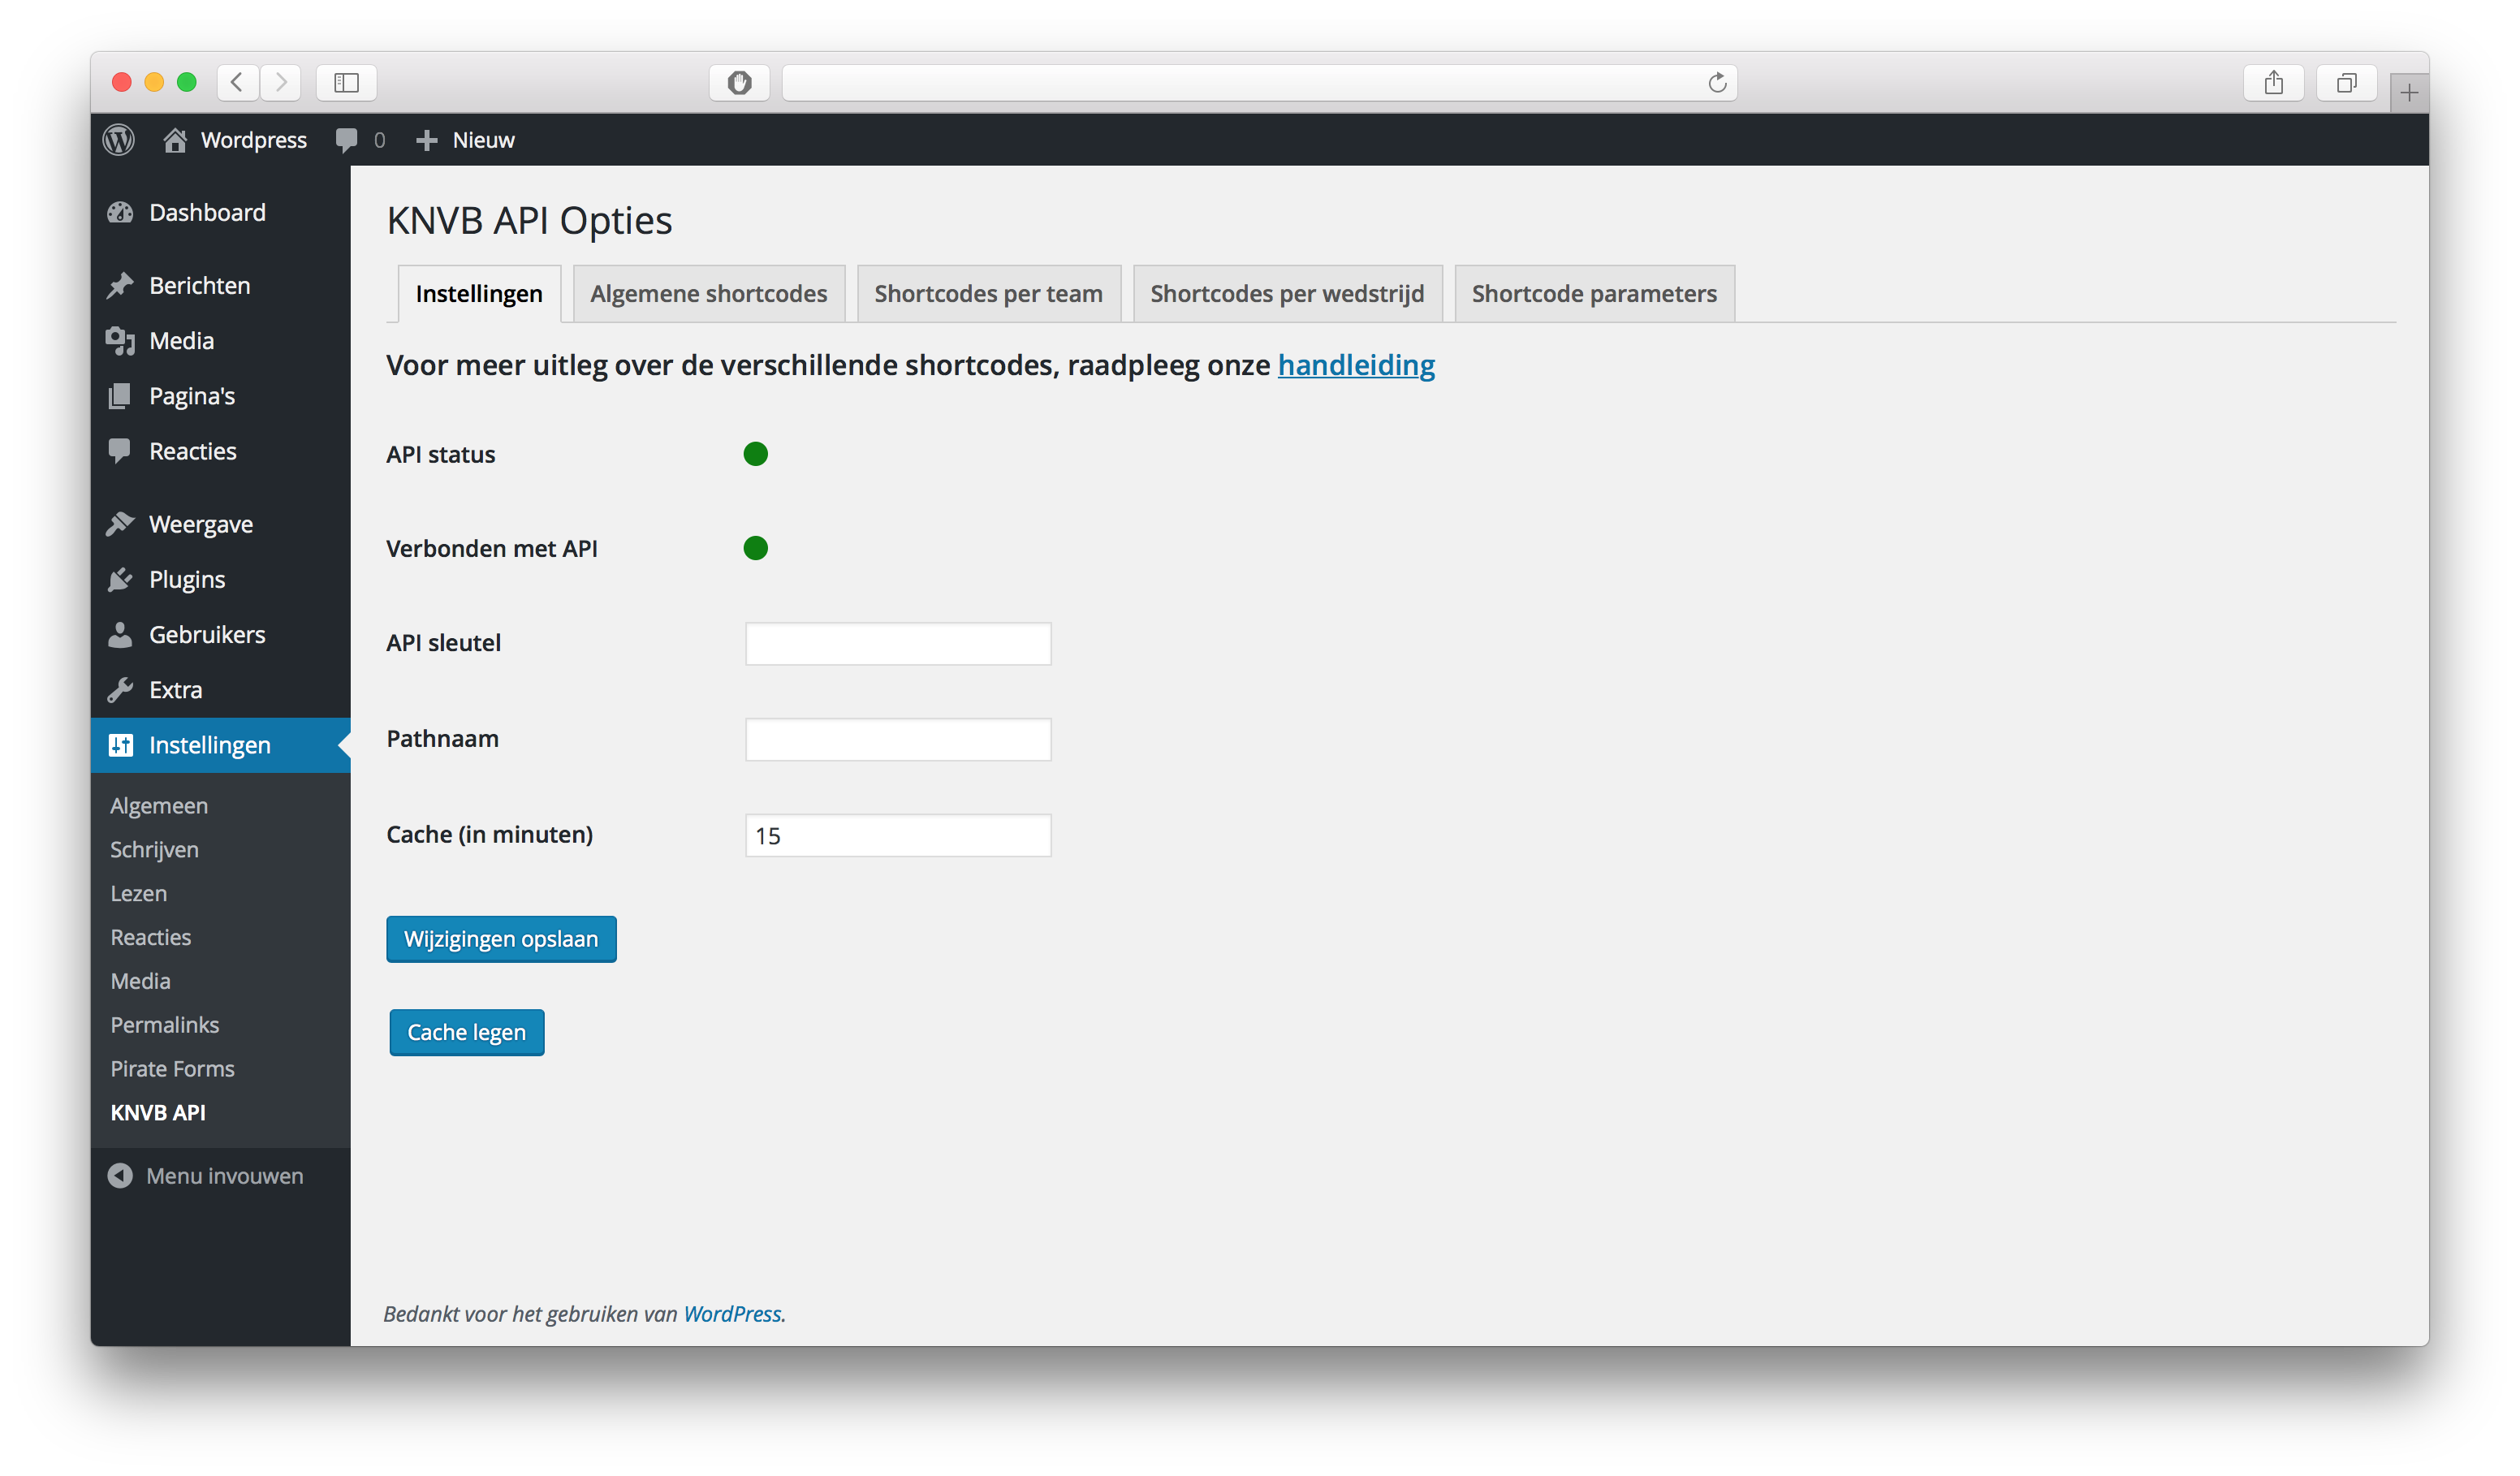 Wordpress 0 Nieuw
Dashboard
Berichten
Media
Pagina's
Reacties
Weergave
Plugins
Gebruikers
Extra
Instellingen
Algemeen
Schrijven
Lezen
Reacties
Media
Permalinks
Pirate Forms
KNVB API
Menu invouwen
KNVB API Opties
Instellingen Algemene shortcodes Shortcodes per team Shortcodes per wedstrijd Shortcode parameters
Voor meer uitleg over de verschillende shortcodes, raadpleeg onze handleiding
API status
Verbonden met API
API sleutel
Pathnaam
Cache (in minuten) 15
Wijzigingen opslaan
Cache legen
Bedankt voor het gebruiken van WordPress.